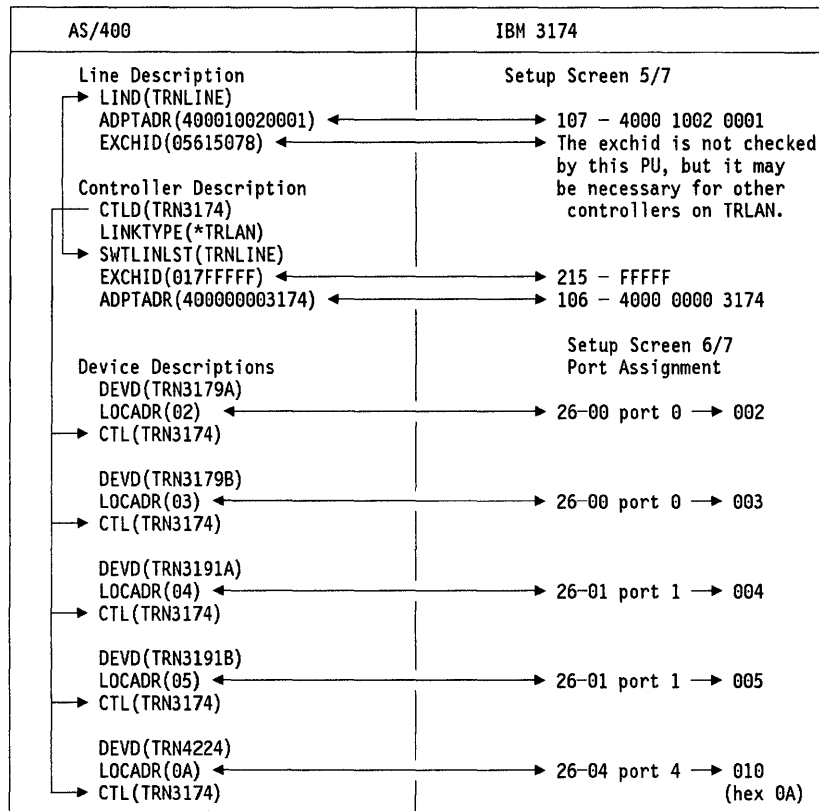 AS/400 IBM 3174
Line Description Setup Screen 5/7
LIND(TRNLINE)
ADPTADR(400010020001) 107 — 4000 1002 0001
EXCHID(05615078) The exchid is not checked
by this PU, but it may
be necessary for other
controllers on TRLAN.
Controller Description
CTLD(TRN3174)
LINKTYPE(*TRLAN)
SWTLINLST(TRNLINE)
EXCHID(017FFFFF) 215 — FFFFF
ADPTADR(400000003174) 106 — 4000 0000 3174
Setup Screen 6/7
Device Descriptions Port Assignment
DEVD(TRN3179A)
LOCADR(02) 26-00 port 0 → 002
CTL(TRN3174)
DEVD(TRN3179B)
LOCADR(03) 26-00 port 0 → 003
CTL(TRN3174)
DEVD(TRN3191A)
LOCADR(04) 26-01 port 1 → 004
CTL(TRN3174)
DEVD(TRN3191B)
LOCADR(05) 26-01 port 1 → 005
CTL(TRN3174)
DEVD(TRN4224)
LOCADR(0A) 26-04 port 4 → 010
CTL(TRN3174) (hex 0A)